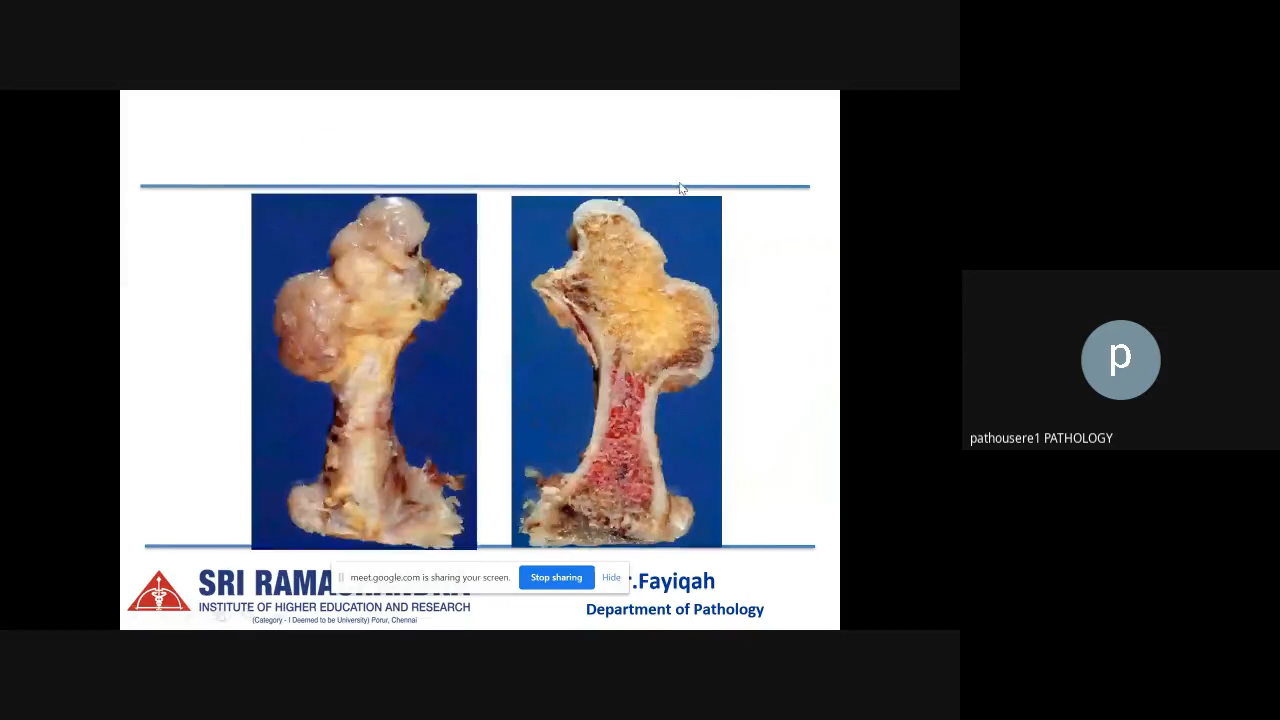 p
pathousere1 PATHOLOGY
meet.google.com is sharing your screen. Stop sharing Hide
SRI
.Fayiqah
INSTITUTE OF HIGHER EDUCATION AND RESEARCH
Department of Pathology
(Category - I Deemed to be University) Porur, Chennai